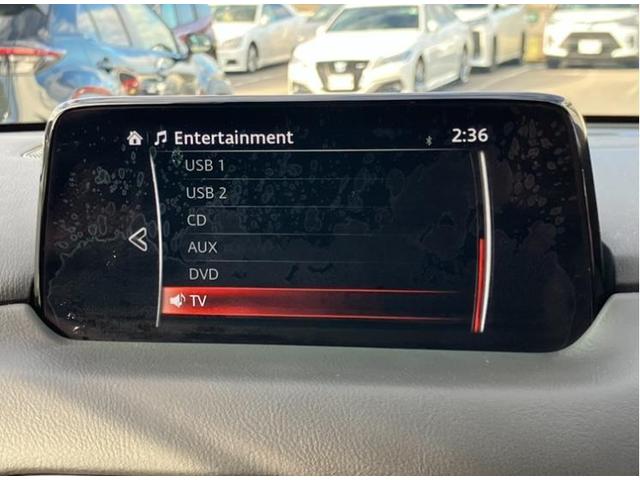 Entertainment 2:36
USB 1
USB 2
CD
AUX
DVD
TV